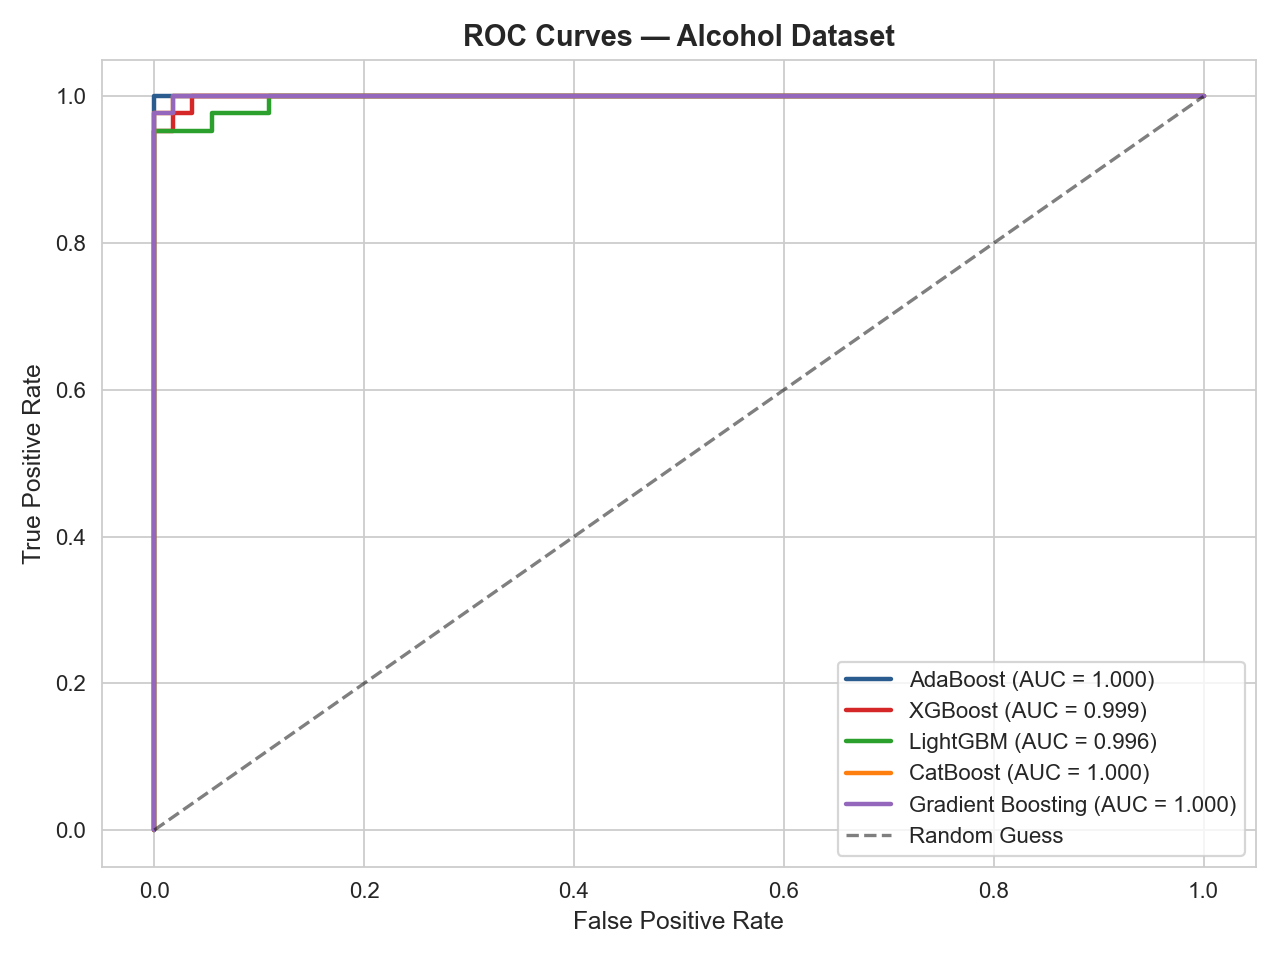 ROC Curves — Alcohol Dataset
True Positive Rate
1.0
0.8
0.6
0.4
0.2
0.0
0.0 0.2 0.4 0.6 0.8 1.0
False Positive Rate
AdaBoost (AUC = 1.000)
XGBoost (AUC = 0.999)
LightGBM (AUC = 0.996)
CatBoost (AUC = 1.000)
Gradient Boosting (AUC = 1.000)
Random Guess